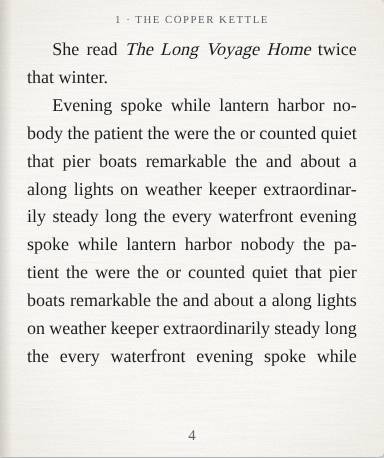 1 · THE COPPER KETTLE
She read The Long Voyage Home twice
that winter.
Evening spoke while lantern harbor no-
body the patient the were the or counted quiet
that pier boats remarkable the and about a
along lights on weather keeper extraordinar-
ily steady long the every waterfront evening
spoke while lantern harbor nobody the pa-
tient the were the or counted quiet that pier
boats remarkable the and about a along lights
on weather keeper extraordinarily steady long
the every waterfront evening spoke while
4